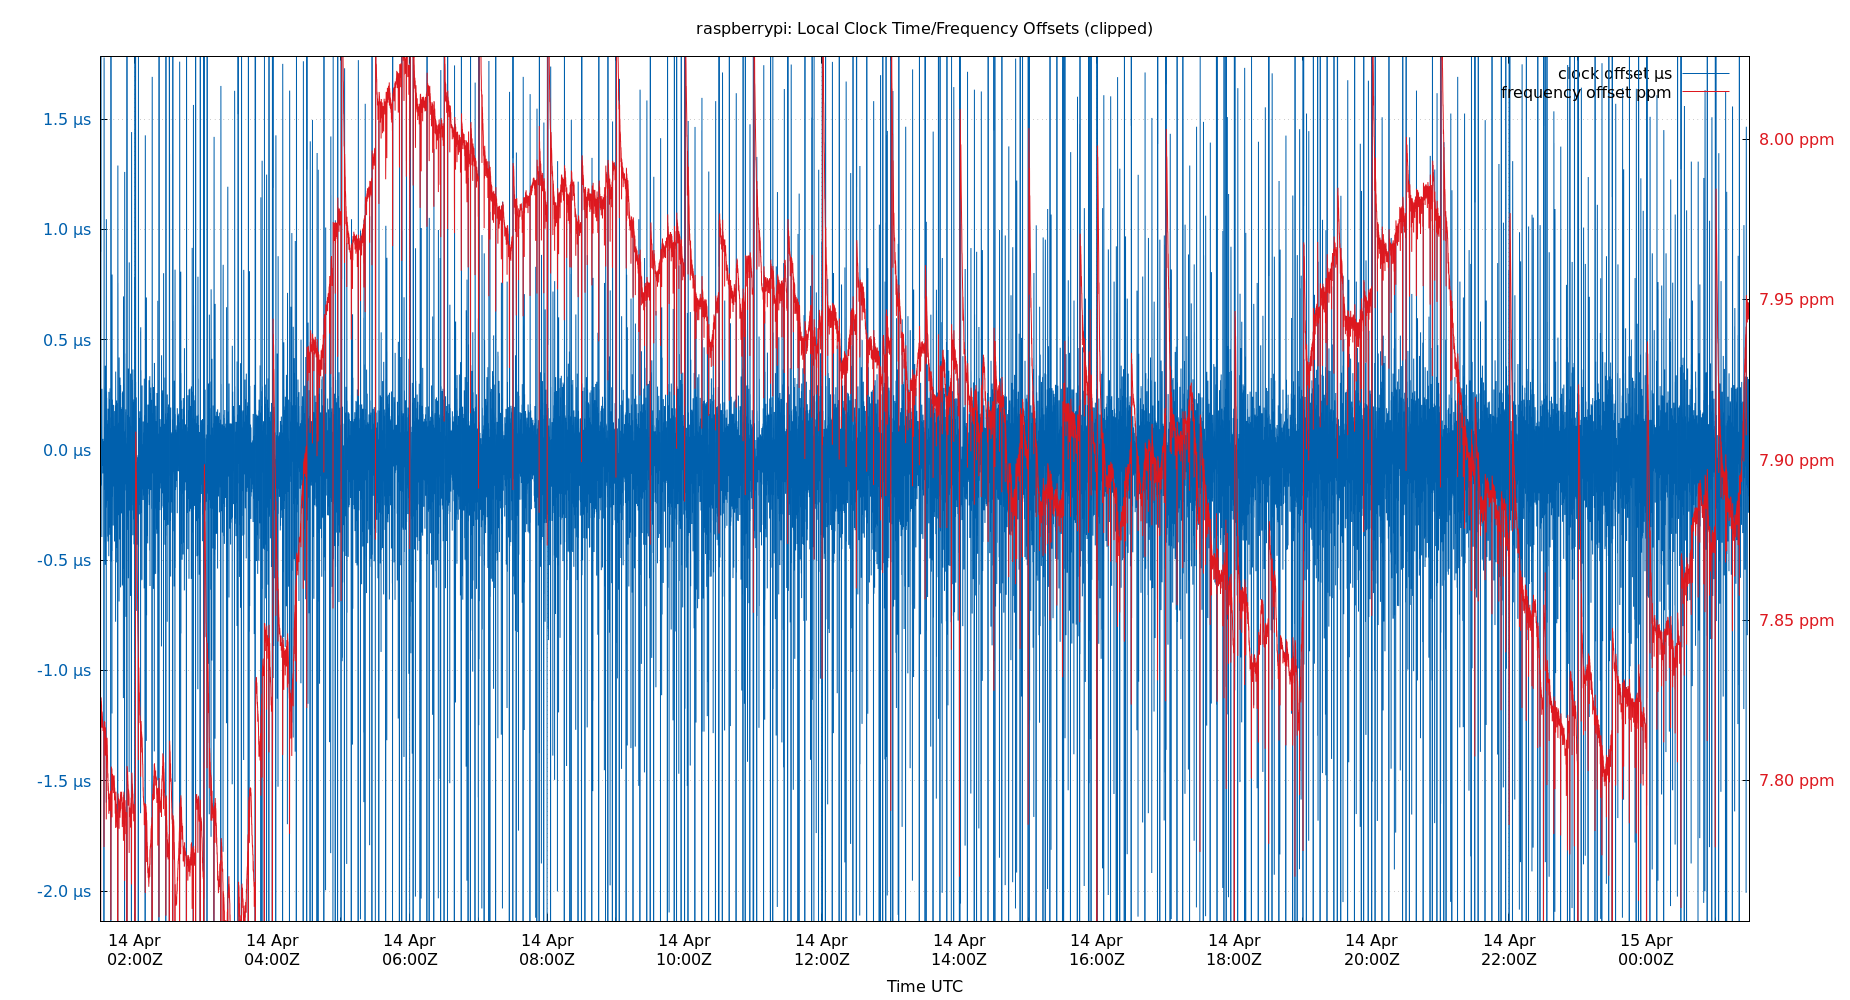 raspberrypi: Local Clock Time/Frequency Offsets (clipped)
clock offset µs
frequency offset ppm
1.5 µs
1.0 µs
0.5 µs
0.0 µs
-0.5 µs
-1.0 µs
-1.5 µs
-2.0 µs
8.00 ppm
7.95 ppm
7.90 ppm
7.85 ppm
7.80 ppm
14 Apr 14 Apr 14 Apr 14 Apr 14 Apr 14 Apr 14 Apr 14 Apr 14 Apr 14 Apr 14 Apr 15 Apr
02:00Z 04:00Z 06:00Z 08:00Z 10:00Z 12:00Z 14:00Z 16:00Z 18:00Z 20:00Z 22:00Z 00:00Z
Time UTC